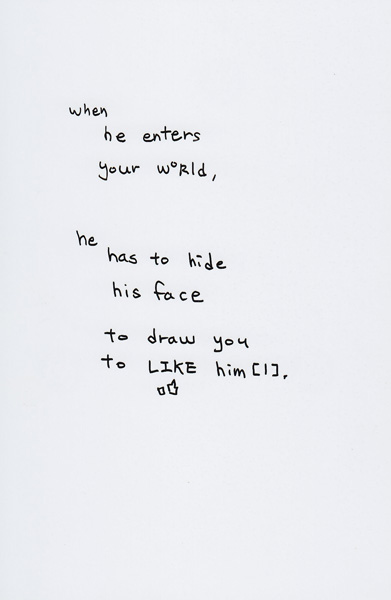 when
he enters
your woRld,
he
has to hide
his face
to draw you
to LIKE him[1].